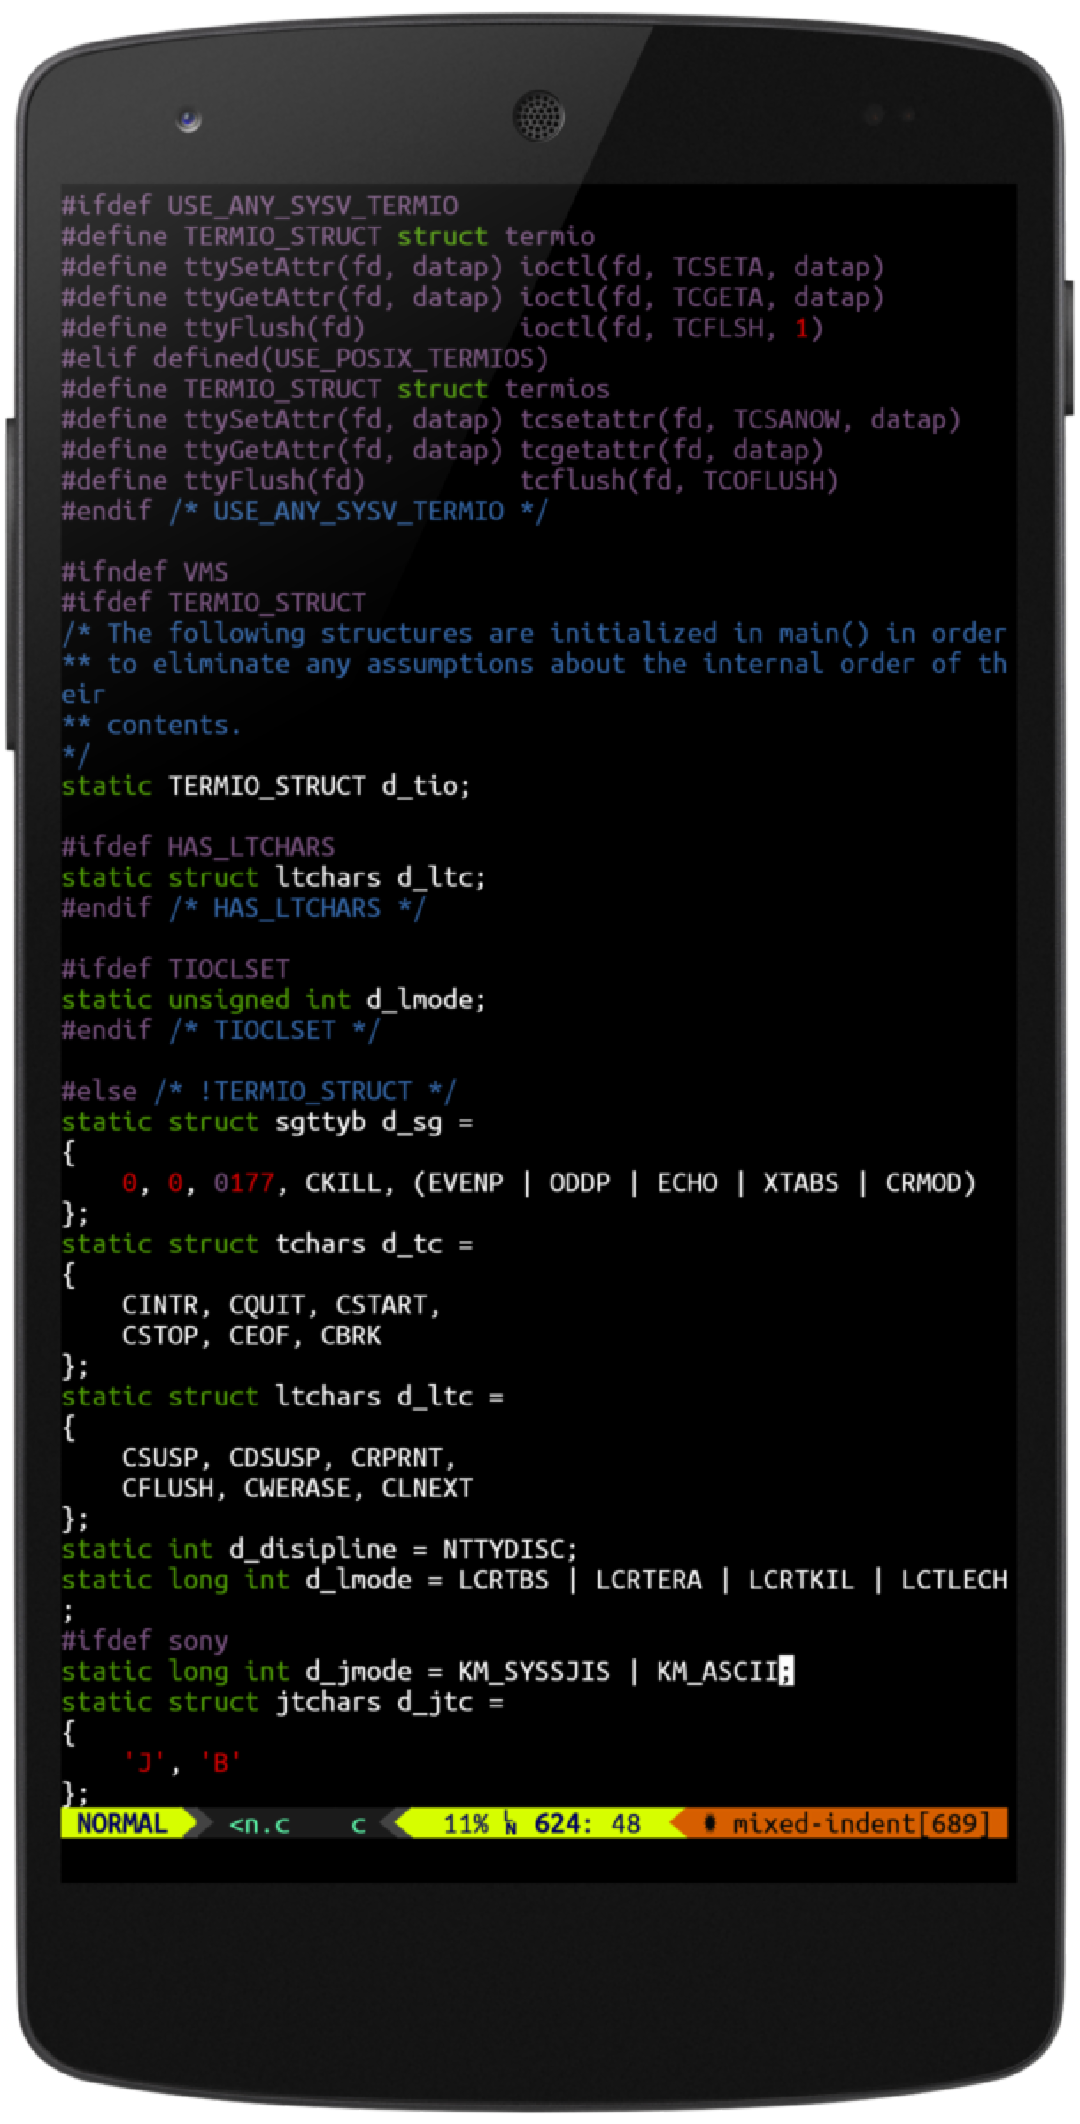 #ifdef USE_ANY_SYSV_TERMIO
#define TERMIO_STRUCT struct termio
#define ttySetAttr(fd, datap) ioctl(fd, TCSETA, datap)
#define ttyGetAttr(fd, datap) ioctl(fd, TCGETA, datap)
#define ttyFlush(fd)          ioctl(fd, TCFLSH, 1)
#elif defined(USE_POSIX_TERMIOS)
#define TERMIO_STRUCT struct termios
#define ttySetAttr(fd, datap) tcsetattr(fd, TCSANOW, datap)
#define ttyGetAttr(fd, datap) tcgetattr(fd, datap)
#define ttyFlush(fd)          tcflush(fd, TCOFLUSH)
#endif /* USE_ANY_SYSV_TERMIO */

#ifndef VMS
#ifdef TERMIO_STRUCT
/* The following structures are initialized in main() in order
** to eliminate any assumptions about the internal order of th
eir
** contents.
*/
static TERMIO_STRUCT d_tio;

#ifdef HAS_LTCHARS
static struct ltchars d_ltc;
#endif /* HAS_LTCHARS */

#ifdef TIOCLSET
static unsigned int d_lmode;
#endif /* TIOCLSET */

#else /* !TERMIO_STRUCT */
static struct sgttyb d_sg =
{
    0, 0, 0177, CKILL, (EVENP | ODDP | ECHO | XTABS | CRMOD)
};
static struct tchars d_tc =
{
    CINTR, CQUIT, CSTART,
    CSTOP, CEOF, CBRK
};
static struct ltchars d_ltc =
{
    CSUSP, CDSUSP, CRPRNT,
    CFLUSH, CWERASE, CLNEXT
};
static int d_disipline = NTTYDISC;
static long int d_lmode = LCRTBS | LCRTERA | LCRTKIL | LCTLECH
;
#ifdef sony
static long int d_jmode = KM_SYSSJIS | KM_ASCII;
static struct jtchars d_jtc =
{
    'J', 'B'
};
NORMAL <n.c c 11% LN 624: 48 mixed-indent[689]